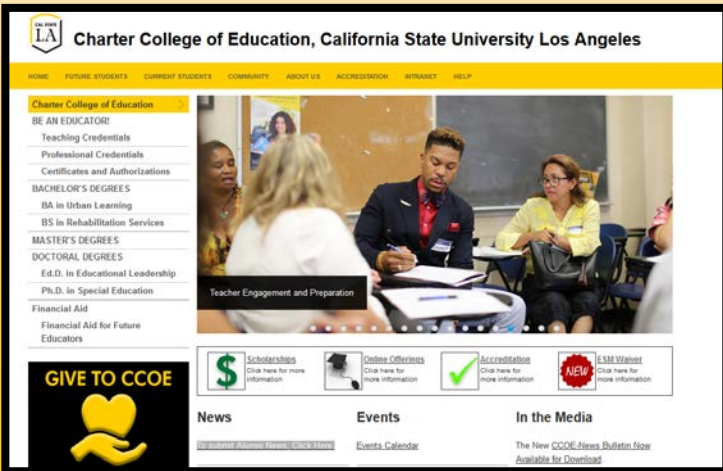 CAL STATE
LA
Charter College of Education, California State University Los Angeles
HOME FUTURE STUDENTS CURRENT STUDENTS COMMUNITY ABOUT US ACCREDITATION INTRANET HELP
Charter College of Education
BE AN EDUCATOR!
Teaching Credentials
Professional Credentials
Certificates and Authorizations
BACHELOR'S DEGREES
BA in Urban Learning
BS in Rehabilitation Services
MASTER'S DEGREES
DOCTORAL DEGREES
Ed.D. in Educational Leadership
Ph.D. in Special Education
Financial Aid
Financial Aid for Future
Educators
GIVE TO CCOE
Teacher Engagement and Preparation
Scholarships
Click here for more
information
Online Offerings
Click here for
more information
Accreditation
Click here for
more information
NEW
ESM Waiver
Click here for
more information
News
To submit Alumni News, Click Here
Events
Events Calendar
In the Media
The New CCOE-News Bulletin Now
Available for Download.